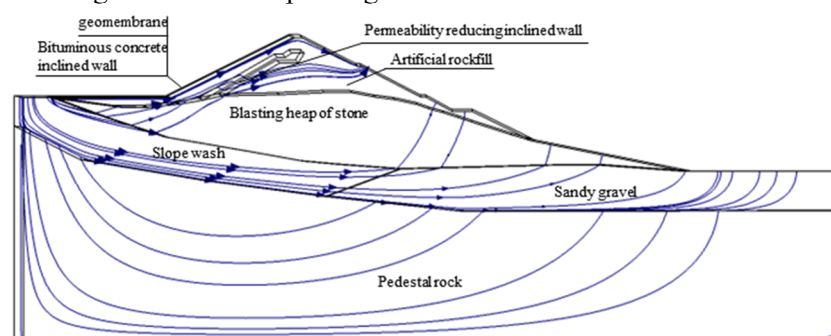 geomembrane
Bituminous concrete
inclined wall
Permeability reducing inclined wall
Artificial rockfill
Blasting heap of stone
Slope wash
Sandy gravel
Pedestal rock